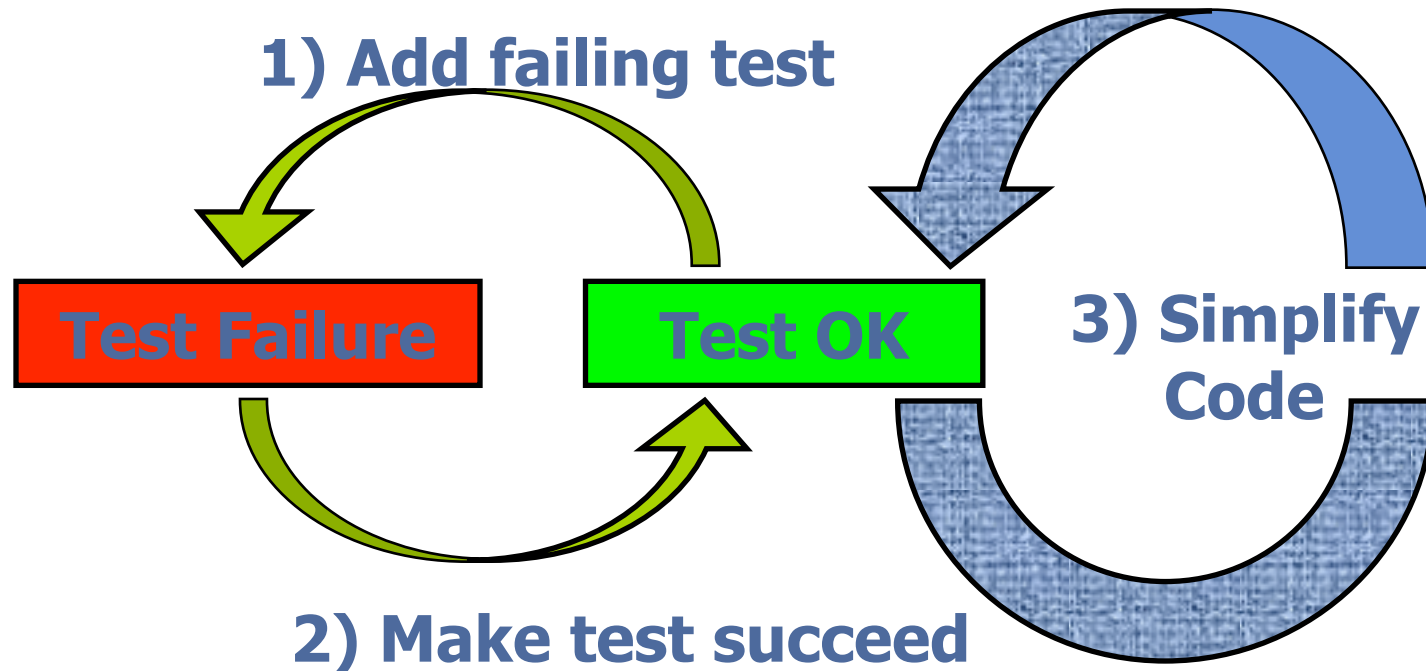 1) Add failing test
Test Failure
Test OK
3) Simplify
Code
2) Make test succeed